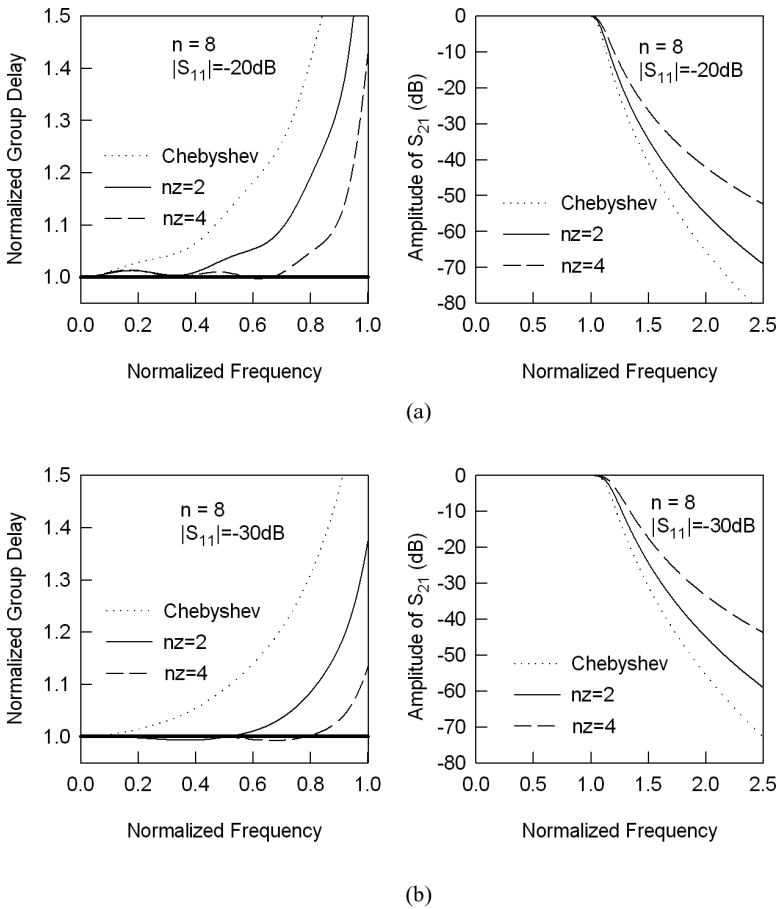 1.5
1.4
1.3
1.2
1.1
1.0
0.0 0.2 0.4 0.6 0.8 1.0
Normalized Group Delay
Normalized Frequency
n = 8
|S11|=-20dB
Chebyshev
nz=2
nz=4
0
-10
-20
-30
-40
-50
-60
-70
-80
0.0 0.5 1.0 1.5 2.0 2.5
Amplitude of S21 (dB)
Normalized Frequency
n = 8
|S11|=-20dB
Chebyshev
nz=2
nz=4
(a)
1.5
1.4
1.3
1.2
1.1
1.0
0.0 0.2 0.4 0.6 0.8 1.0
Normalized Group Delay
Normalized Frequency
n = 8
|S11|=-30dB
Chebyshev
nz=2
nz=4
0
-10
-20
-30
-40
-50
-60
-70
-80
0.0 0.5 1.0 1.5 2.0 2.5
Amplitude of S21 (dB)
Normalized Frequency
n = 8
|S11|=-30dB
Chebyshev
nz=2
nz=4
(b)